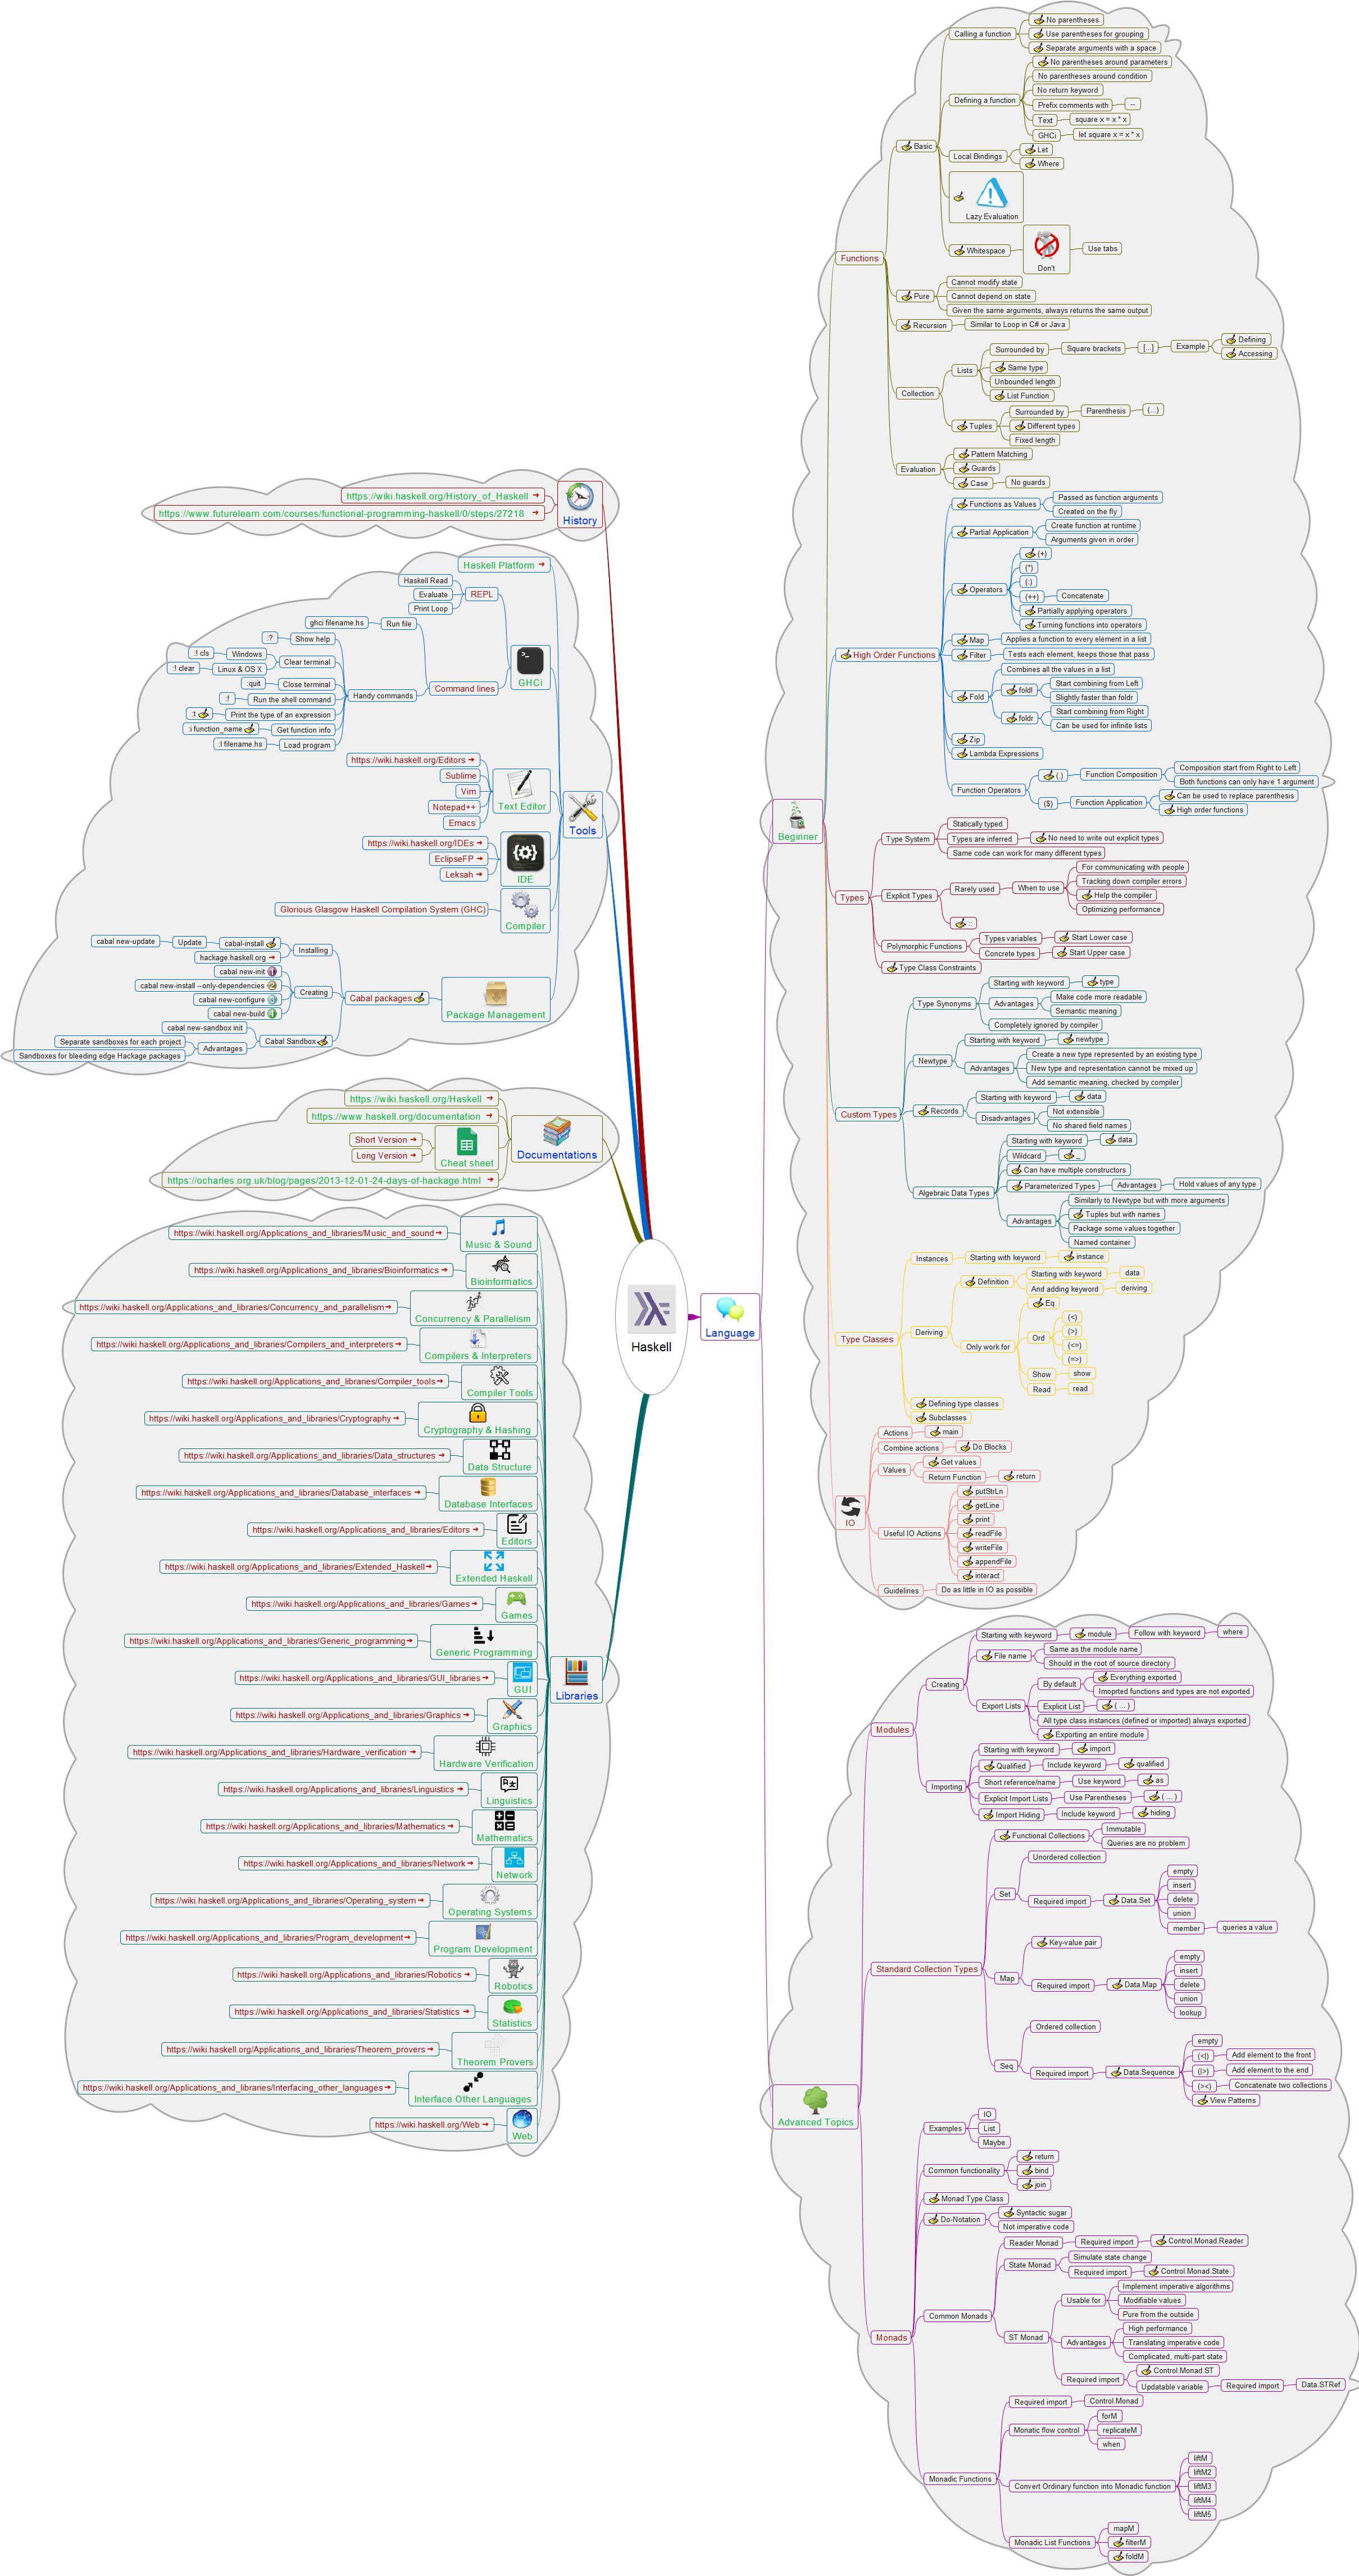 Haskell
History
https://wiki.haskell.org/History_of_Haskell
https://www.futurelearn.com/courses/functional-programming-haskell/0/steps/27218
Tools
Haskell Platform
GHCi
REPL
Haskell Read
Evaluate
Print Loop
Command lines
Run file
ghci filename.hs
Handy commands
Show help
:?
Clear terminal
Windows
:! cls
Linux & OS X
:! clear
Close terminal
:quit
Run the shell command
:!
Print the type of an expression
:t
Get function info
:i function_name
Load program
:l filename.hs
Text Editor
https://wiki.haskell.org/Editors
Sublime
Vim
Notepad++
Emacs
IDE
https://wiki.haskell.org/IDEs
EclipseFP
Leksah
Compiler
Glorious Glasgow Haskell Compilation System (GHC)
Package Management
Cabal packages
Installing
cabal-install
Update
cabal new-update
hackage.haskell.org
Creating
cabal new-init
cabal new-install --only-dependencies
cabal new-configure
cabal new-build
Cabal Sandbox
cabal new-sandbox init
Advantages
Separate sandboxes for each project
Sandboxes for bleeding edge Hackage packages
Documentations
https://wiki.haskell.org/Haskell
https://www.haskell.org/documentation
Cheat sheet
Short Version
Long Version
https://ocharles.org.uk/blog/pages/2013-12-01-24-days-of-hackage.html
Libraries
Music & Sound
https://wiki.haskell.org/Applications_and_libraries/Music_and_sound
Bioinformatics
https://wiki.haskell.org/Applications_and_libraries/Bioinformatics
Concurrency & Parallelism
https://wiki.haskell.org/Applications_and_libraries/Concurrency_and_parallelism
Compilers & Interpreters
https://wiki.haskell.org/Applications_and_libraries/Compilers_and_interpreters
Compiler Tools
https://wiki.haskell.org/Applications_and_libraries/Compiler_tools
Cryptography & Hashing
https://wiki.haskell.org/Applications_and_libraries/Cryptography
Data Structure
https://wiki.haskell.org/Applications_and_libraries/Data_structures
Database Interfaces
https://wiki.haskell.org/Applications_and_libraries/Database_interfaces
Editors
https://wiki.haskell.org/Applications_and_libraries/Editors
Extended Haskell
https://wiki.haskell.org/Applications_and_libraries/Extended_Haskell
Games
https://wiki.haskell.org/Applications_and_libraries/Games
Generic Programming
https://wiki.haskell.org/Applications_and_libraries/Generic_programming
GUI
https://wiki.haskell.org/Applications_and_libraries/GUI_libraries
Graphics
https://wiki.haskell.org/Applications_and_libraries/Graphics
Hardware Verification
https://wiki.haskell.org/Applications_and_libraries/Hardware_verification
Linguistics
https://wiki.haskell.org/Applications_and_libraries/Linguistics
Mathematics
https://wiki.haskell.org/Applications_and_libraries/Mathematics
Network
https://wiki.haskell.org/Applications_and_libraries/Network
Operating Systems
https://wiki.haskell.org/Applications_and_libraries/Operating_system
Program Development
https://wiki.haskell.org/Applications_and_libraries/Program_development
Robotics
https://wiki.haskell.org/Applications_and_libraries/Robotics
Statistics
https://wiki.haskell.org/Applications_and_libraries/Statistics
Theorem Provers
https://wiki.haskell.org/Applications_and_libraries/Theorem_provers
Interface Other Languages
https://wiki.haskell.org/Applications_and_libraries/Interfacing_other_languages
Web
https://wiki.haskell.org/Web
Language
Beginner
Functions
Basic
Calling a function
No parentheses
Use parentheses for grouping
Separate arguments with a space
Defining a function
No parentheses around parameters
No parentheses around condition
No return keyword
Prefix comments with
--
Text
square x = x * x
GHCi
let square x = x * x
Local Bindings
Let
Where
Lazy Evaluation
Whitespace
Don't
Use tabs
Pure
Cannot modify state
Cannot depend on state
Given the same arguments, always returns the same output
Recursion
Similar to Loop in C# or Java
Collection
Lists
Surrounded by
Square brackets
[...]
Example
Defining
Accessing
Same type
Unbounded length
List Function
Tuples
Surrounded by
Parenthesis
(...)
Different types
Fixed length
Evaluation
Pattern Matching
Guards
Case
No guards
High Order Functions
Functions as Values
Passed as function arguments
Created on the fly
Partial Application
Create function at runtime
Arguments given in order
Operators
(+)
(*)
(:)
(++)
Concatenate
Partially applying operators
Turning functions into operators
Map
Applies a function to every element in a list
Filter
Tests each element, keeps those that pass
Fold
Combines all the values in a list
foldl
Start combining from Left
Slightly faster than foldr
foldr
Start combining from Right
Can be used for infinite lists
Zip
Lambda Expressions
Function Operators
(.)
Function Composition
Composition start from Right to Left
Both functions can only have 1 argument
($)
Function Application
Can be used to replace parenthesis
High order functions
Types
Type System
Statically typed
Types are inferred
No need to write out explicit types
Same code can work for many different types
Explicit Types
Rarely used
When to use
For communicating with people
Tracking down compiler errors
Help the compiler
Optimizing performance
::
Polymorphic Functions
Types variables
Start Lower case
Concrete types
Start Upper case
Type Class Constraints
Custom Types
Type Synonyms
Starting with keyword
type
Advantages
Make code more readable
Semantic meaning
Completely ignored by compiler
Newtype
Starting with keyword
newtype
Advantages
Create a new type represented by an existing type
New type and representation cannot be mixed up
Add semantic meaning, checked by compiler
Records
Starting with keyword
data
Disadvantages
Not extensible
No shared field names
Algebraic Data Types
Starting with keyword
data
Wildcard
_
Can have multiple constructors
Parameterized Types
Advantages
Hold values of any type
Advantages
Similarly to Newtype but with more arguments
Tuples but with names
Package some values together
Named container
Type Classes
Instances
Starting with keyword
instance
Deriving
Definition
Starting with keyword
data
And adding keyword
deriving
Only work for
Eq
Ord
(<)
(>)
(<=)
(=>)
Show
show
Read
read
Defining type classes
Subclasses
IO
Actions
main
Combine actions
Do Blocks
Values
Get values
Return Function
return
Useful IO Actions
putStrLn
getLine
print
readFile
writeFile
appendFile
interact
Guidelines
Do as little in IO as possible
Advanced Topics
Modules
Creating
Starting with keyword
module
Follow with keyword
where
File name
Same as the module name
Should in the root of source directory
Export Lists
By default
Everything exported
Imoprted functions and types are not exported
Explicit List
( ... )
All type class instances (defined or imported) always exported
Exporting an entire module
Importing
Starting with keyword
import
Qualified
Include keyword
qualified
Short reference/name
Use keyword
as
Explicit Import Lists
Use Parentheses
( ... )
Import Hiding
Include keyword
hiding
Standard Collection Types
Functional Collections
Immutable
Queries are no problem
Set
Unordered collection
Required import
Data.Set
empty
insert
delete
union
member
queries a value
Map
Key-value pair
Required import
Data.Map
empty
insert
delete
union
lookup
Seq
Ordered collection
Required import
Data.Sequence
empty
(<|)
Add element to the front
(|>)
Add element to the end
(><)
Concatenate two collections
View Patterns
Monads
Examples
IO
List
Maybe
Common functionality
return
bind
join
Monad Type Class
Do-Notation
Syntactic sugar
Not imperative code
Common Monads
Reader Monad
Required import
Control.Monad.Reader
State Monad
Simulate state change
Required import
Control.Monad.State
ST Monad
Usable for
Implement imperative algorithms
Modifiable values
Pure from the outside
Advantages
High performance
Translating imperative code
Complicated, multi-part state
Required import
Control.Monad.ST
Updatable variable
Required import
Data.STRef
Monadic Functions
Required import
Control.Monad
Monatic flow control
forM
replicateM
when
Convert Ordinary function into Monadic function
liftM
liftM2
liftM3
liftM4
liftM5
Monadic List Functions
mapM
filterM
foldM